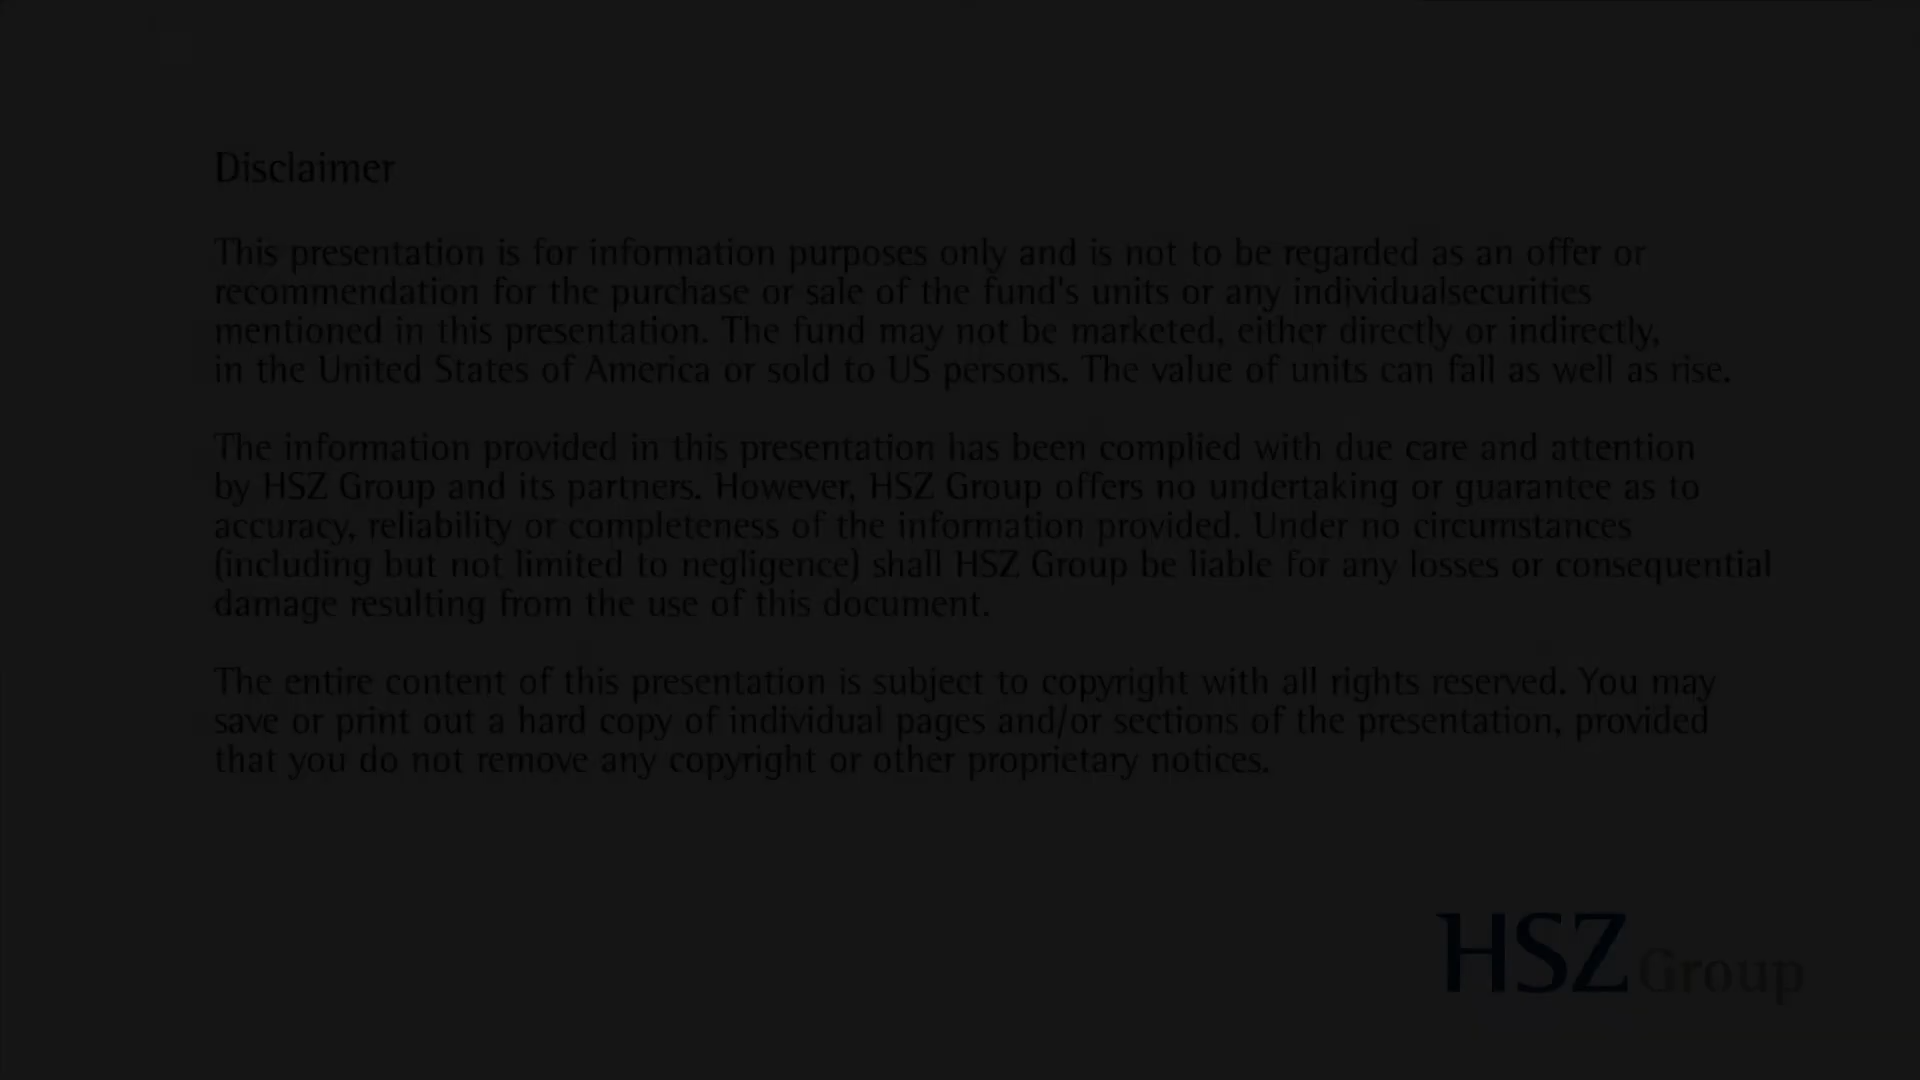 Disclaimer
This presentation is for information purposes only and is not to be regarded as an offer or
recommendation for the purchase or sale of the fund's units or any individualsecurities
mentioned in this presentation. The fund may not be marketed, either directly or indirectly,
in the United States of America or sold to US persons. The value of units can fall as well as rise.
The information provided in this presentation has been complied with due care and attention
by HSZ Group and its partners. However, HSZ Group offers no undertaking or guarantee as to
accuracy, reliability or completeness of the information provided. Under no circumstances
(including but not limited to negligence) shall HSZ Group be liable for any losses or consequential
damage resulting from the use of this document.
The entire content of this presentation is subject to copyright with all rights reserved. You may
save or print out a hard copy of individual pages and/or sections of the presentation, provided
that you do not remove any copyright or other proprietary notices.
HSZ Group